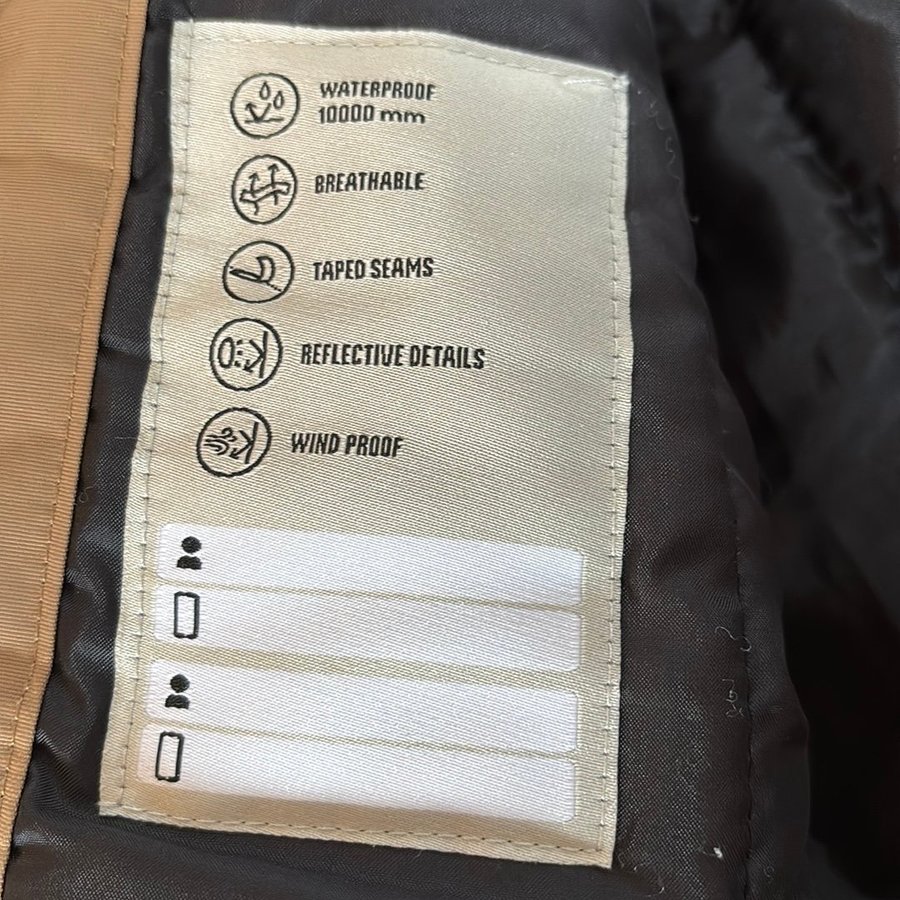 WATERPROOF
10000 mm
BREATHABLE
TAPED SEAMS
REFLECTIVE DETAILS
WIND PROOF